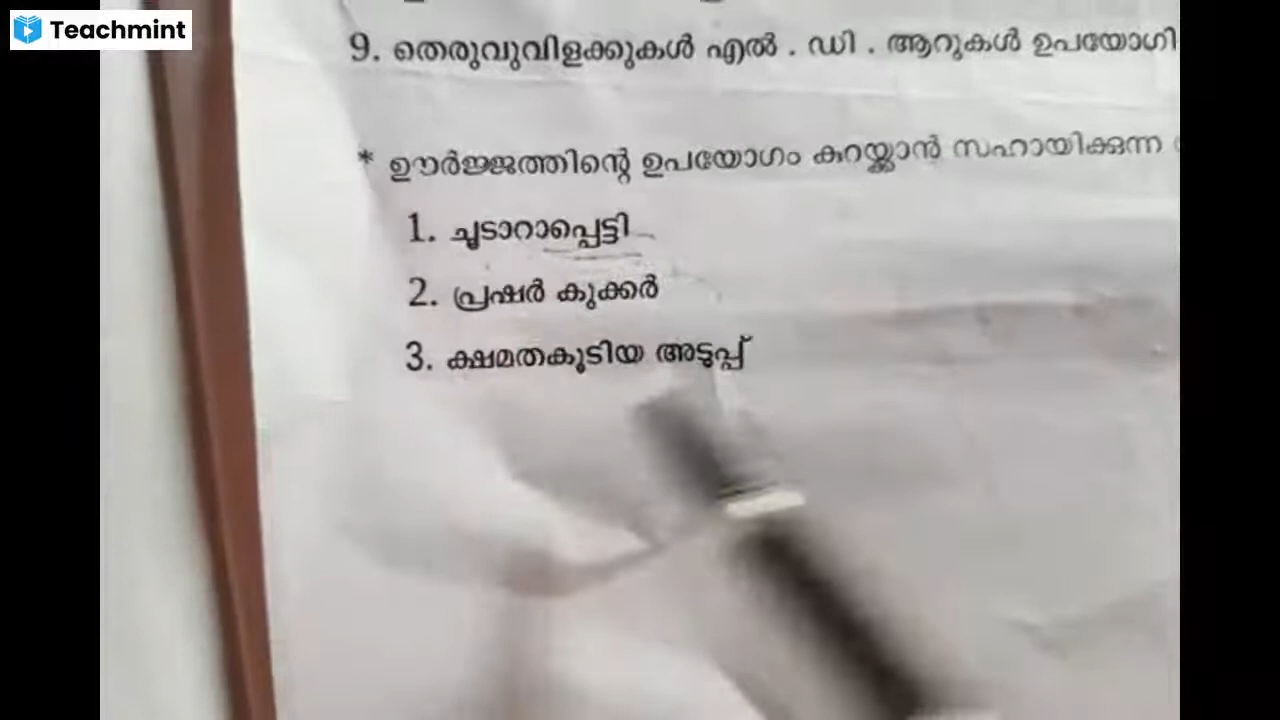 Teachmint
9. തെരുവുവിളക്കുകൾ എൽ . ഡി . ആറുകൾ ഉപയോഗി
* ഊർജ്ജത്തിന്റെ ഉപയോഗം കുറയ്ക്കാൻ സഹായിക്കുന്ന
1. ചൂടാറാപ്പെട്ടി
2. പ്രഷർ കുക്കർ
3. ക്ഷമതകൂടിയ അടുപ്പ്